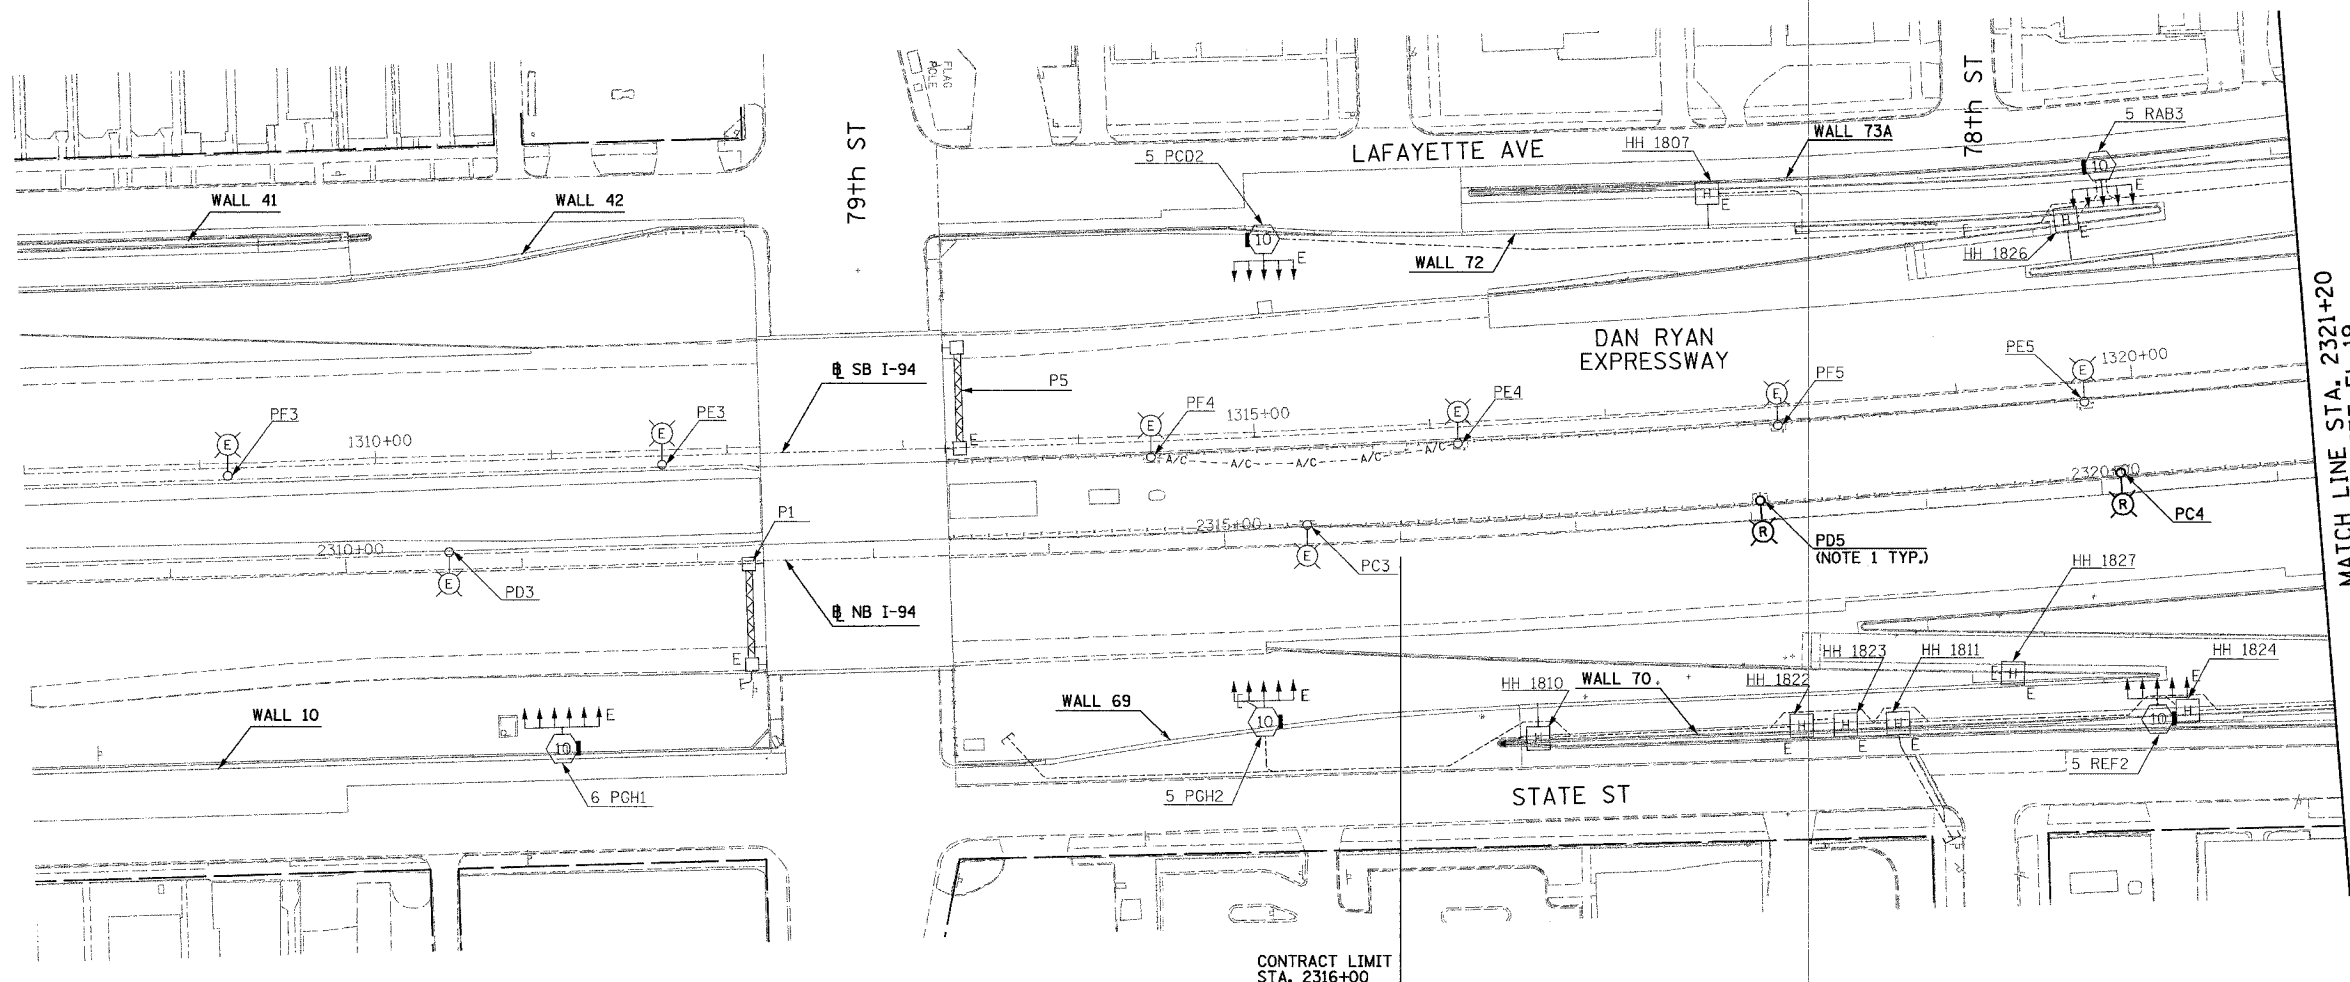 FLAG
POLE
79th ST
78th ST
5 RAB3
WALL 73A
HH 1807
LAFAYETTE AVE
5 PCD2
10
H
E
10
E
WALL 41
WALL 42
10
E
H
E
E
WALL 72
HH 1826
DAN RYAN
EXPRESSWAY
MATCH LINE STA. 2321+20
SB I-94
P5
PE5
1320+00
E
PF5
E
PE4
E
PF4
E
1315+00
PF3
E
1310+00
PE3
E
E
A/C
A/C
A/C
A/C
A/C
2320+00
PC4
R
P1
2315+00
PC3
E
PD5
(NOTE 1 TYP.)
R
2310+00
PD3
E
NB I-94
HH 1827
H
E
E
E
E
HH 1823
HH 1811
HH 1824
HH 1822
HH 1810
WALL 70
WALL 69
WALL 10
E
E
E
E
10
10
10
H
H
H
H
H
E
E
E
E
5 REF2
6 PGH1
5 PGH2
STATE ST
CONTRACT LIMIT
STA. 2316+00